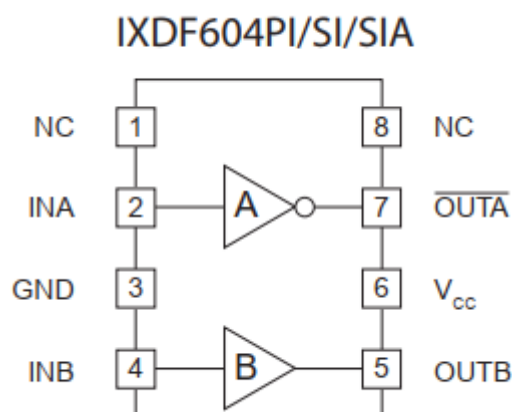 IXDF604PI/SI/SIA
NC 1 8 NC
INA 2 A 7 OUTA
GND 3 6 Vcc
INB 4 B 5 OUTB